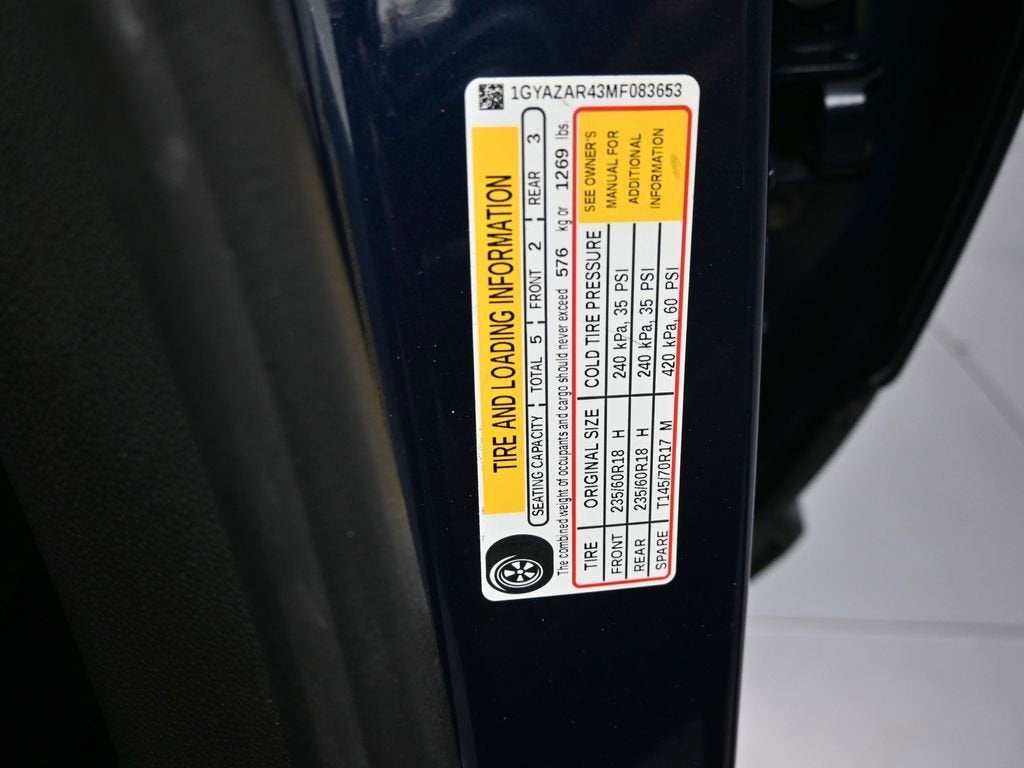 1GYAZAR43MF083653
TIRE AND LOADING INFORMATION
SEATING CAPACITY | TOTAL 5 | FRONT 2 | REAR 3
The combined weight of occupants and cargo should never exceed 576 kg or 1269 lbs.
TIRE ORIGINAL SIZE COLD TIRE PRESSURE
FRONT 235/60R18 H 240 kPa, 35 PSI
REAR 235/60R18 H 240 kPa, 35 PSI
SPARE T145/70R17 M 420 kPa, 60 PSI
SEE OWNER'S
MANUAL FOR
ADDITIONAL
INFORMATION